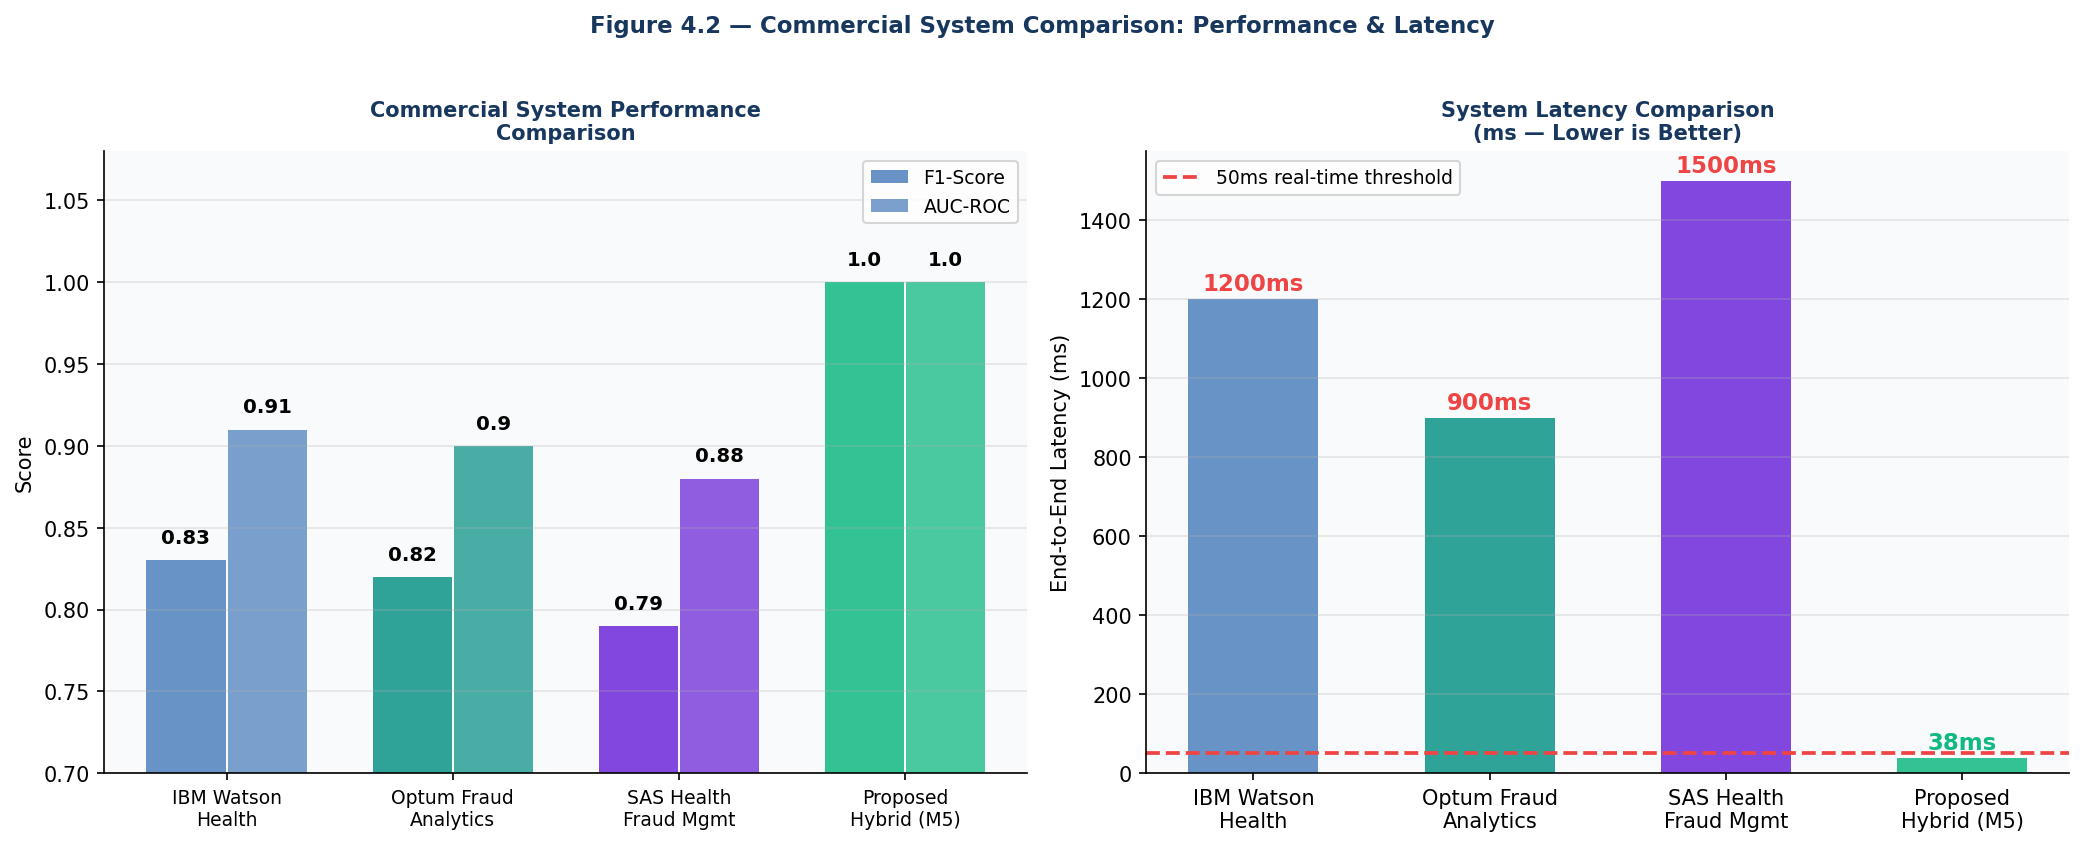 Figure 4.2 — Commercial System Comparison: Performance & Latency
Commercial System Performance
Comparison
F1-Score
AUC-ROC
Score
1.05
1.00
0.95
0.90
0.85
0.80
0.75
0.70
0.83
0.91
0.82
0.9
0.79
0.88
1.0
1.0
IBM Watson
Health
Optum Fraud
Analytics
SAS Health
Fraud Mgmt
Proposed
Hybrid (M5)
System Latency Comparison
(ms — Lower is Better)
50ms real-time threshold
End-to-End Latency (ms)
1400
1200
1000
800
600
400
200
0
1200ms
900ms
1500ms
38ms
IBM Watson
Health
Optum Fraud
Analytics
SAS Health
Fraud Mgmt
Proposed
Hybrid (M5)